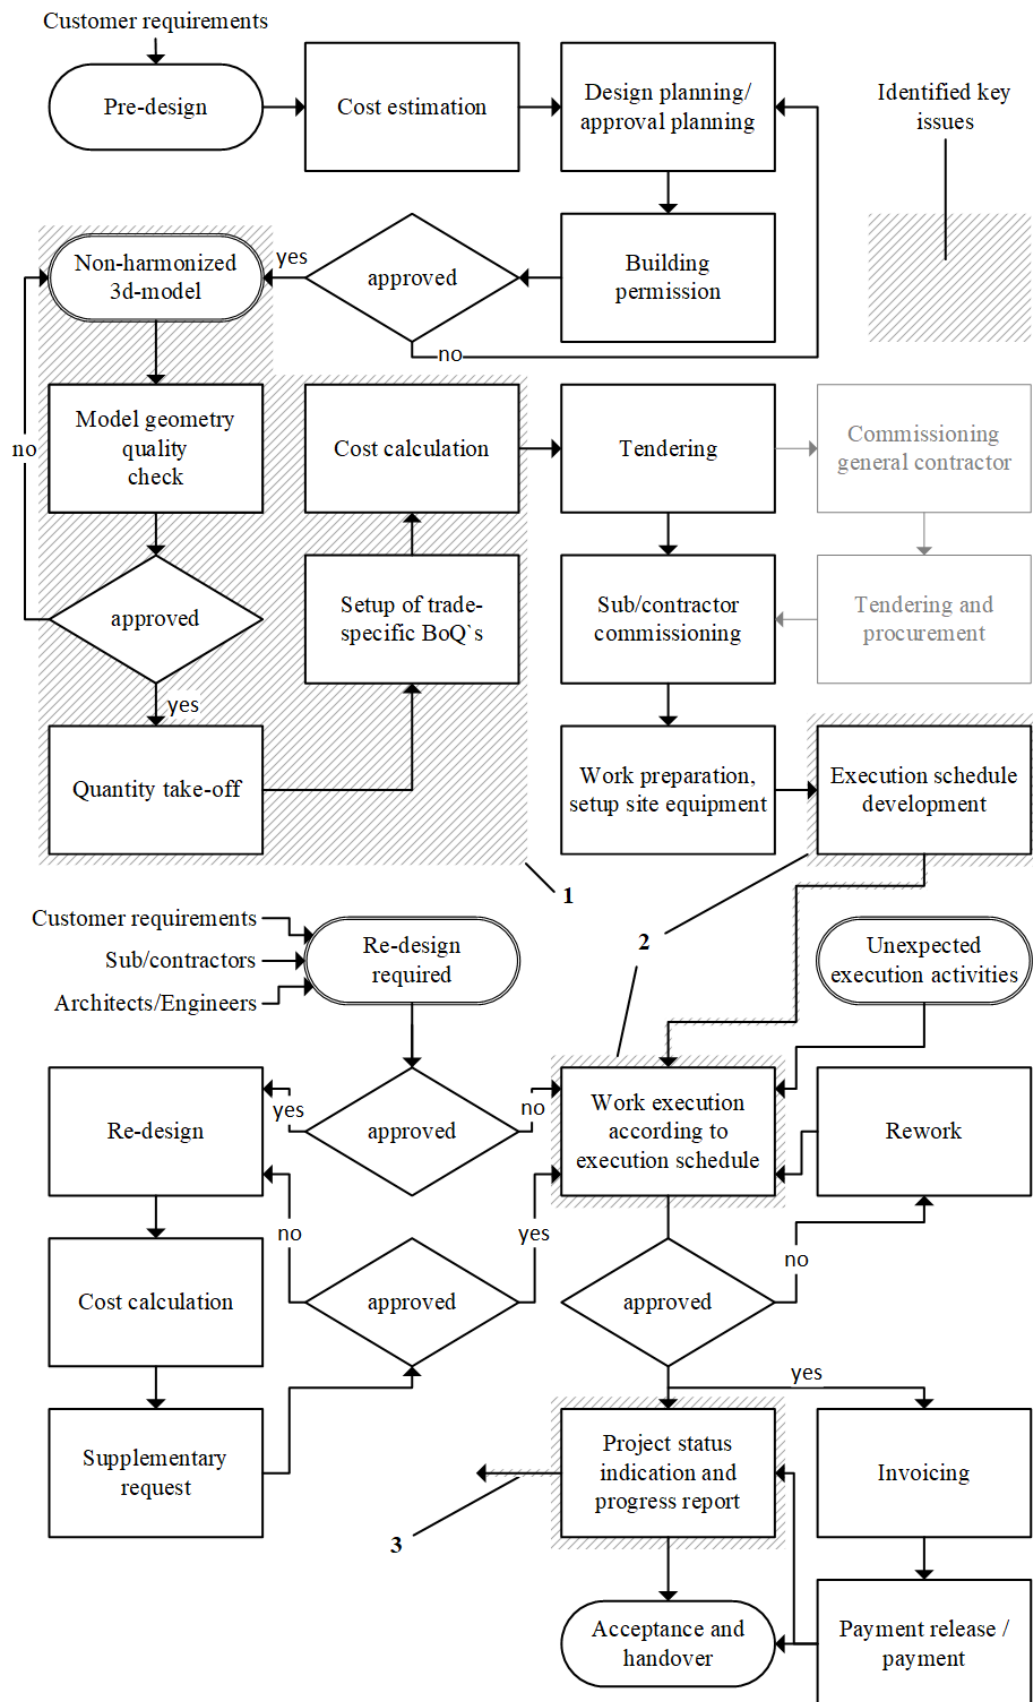 Customer requirements
Pre-design
Cost estimation
Design planning/
approval planning
Identified key
issues
Non-harmonized
3d-model
yes
approved
Building
permission
no
no
Model geometry
quality
check
Cost calculation
Tendering
Commissioning
general contractor
approved
Setup of trade-
specific BoQ`s
Sub/contractor
commissioning
Tendering and
procurement
yes
Quantity take-off
Work preparation,
setup site equipment
Execution schedule
development
1
2
Customer requirements
Sub/contractors
Architects/Engineers
Re-design
required
Unexpected
execution activities
Re-design
yes
approved
no
Work execution
according to
execution schedule
Rework
no
yes
no
Cost calculation
approved
approved
yes
Supplementary
request
Project status
indication and
progress report
Invoicing
3
Acceptance and
handover
Payment release /
payment